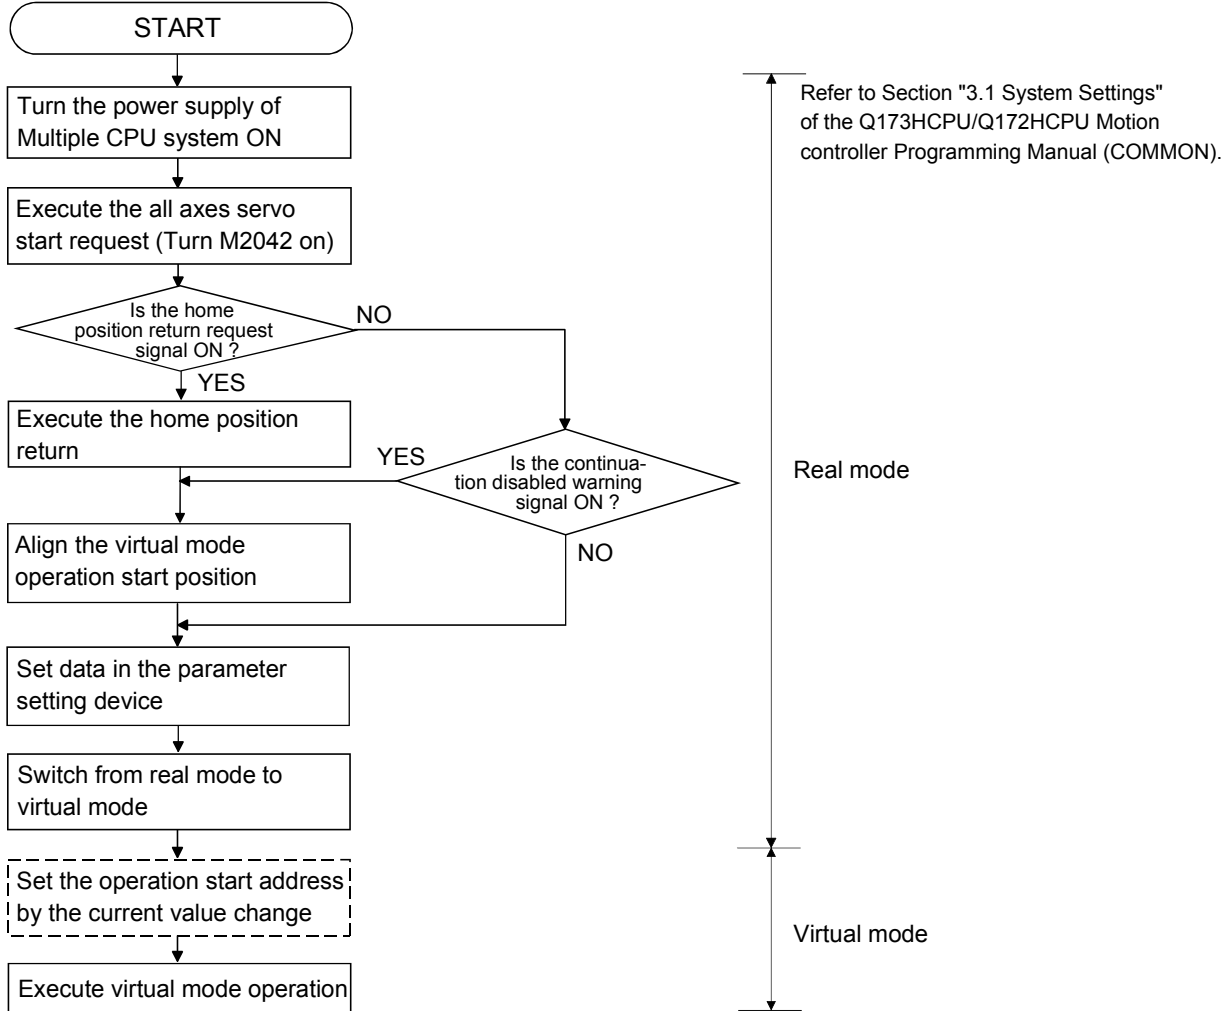 START
Turn the power supply of
Multiple CPU system ON
Refer to Section "3.1 System Settings"
of the Q173HCPU/Q172HCPU Motion
controller Programming Manual (COMMON).
Execute the all axes servo
start request (Turn M2042 on)
Is the home
position return request
signal ON ?
NO
YES
Execute the home position
return
YES
Is the continua-
tion disabled warning
signal ON ?
Real mode
NO
Align the virtual mode
operation start position
Set data in the parameter
setting device
Switch from real mode to
virtual mode
Set the operation start address
by the current value change
Virtual mode
Execute virtual mode operation